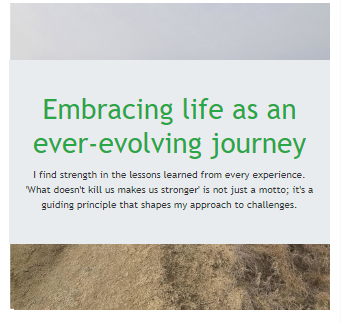 Embracing life as an
ever-evolving journey
I find strength in the lessons learned from every experience.
'What doesn't kill us makes us stronger' is not just a motto; it's a
guiding principle that shapes my approach to challenges.